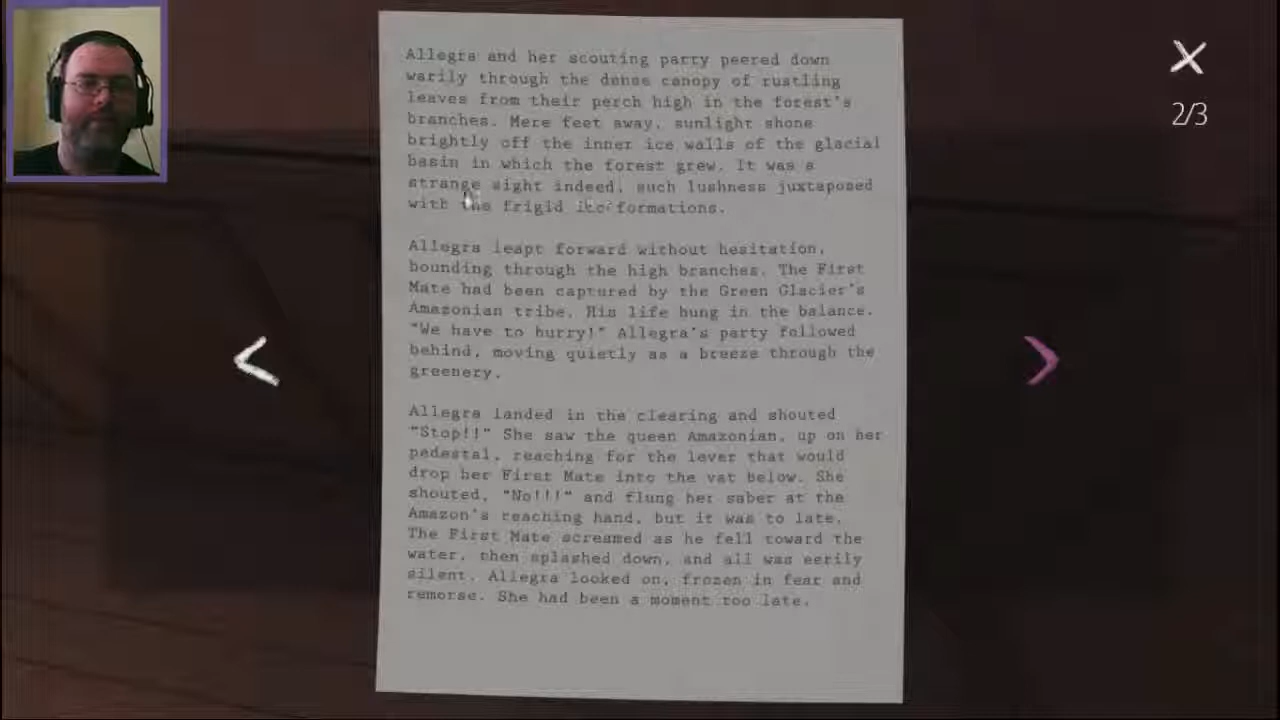 Allegra and her scouting party peered down
warily through the dense canopy of rustling
leaves from their perch high in the forest's
branches. Mere feet away, sunlight shone
brightly off the inner ice walls of the glacial
basin in which the forest grew. It was a
strange sight indeed, such lushness juxtaposed
with the frigid ice formations.
Allegra leapt forward without hesitation,
bounding through the high branches. The First
Mate had been captured by the Green Glacier's
Amazonian tribe. His life hung in the balance.
"We have to hurry!" Allegra's party followed
behind, moving quietly as a breeze through the
greenery.
Allegra landed in the clearing and shouted
"Stop!!" She saw the queen Amazonian, up on her
pedestal, reaching for the lever that would
drop her First Mate into the vat below. She
shouted, "No!!!" and flung her saber at the
Amazon's reaching hand, but it was to late.
The First Mate screamed as he fell toward the
water, then splashed down, and all was eerily
silent. Allegra looked on, frozen in fear and
remorse. She had been a moment too late.
2/3